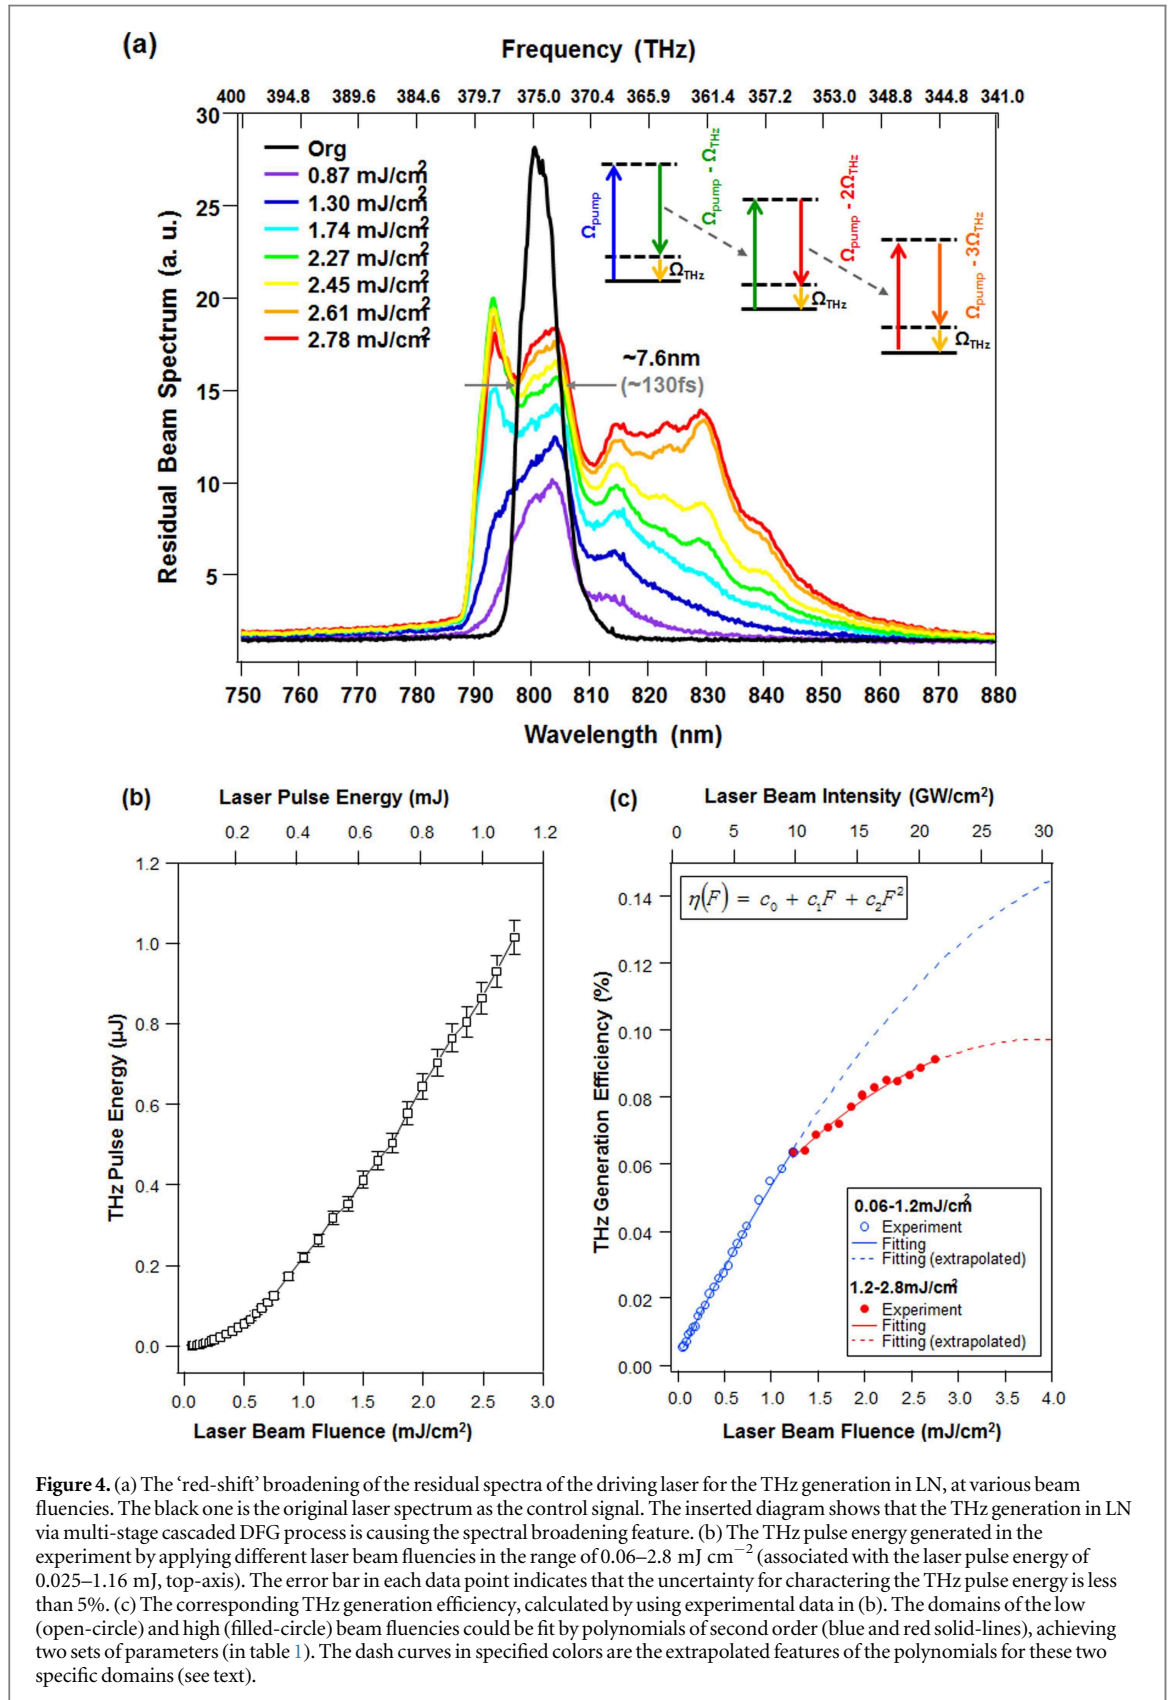 (a)
Frequency (THz)
400 394.8 389.6 384.6 379.7 375.0 370.4 365.9 361.4 357.2 353.0 348.8 344.8 341.0
30
25
20
15
10
5
Residual Beam Spectrum (a. u.)
Org
0.87 mJ/cm²
1.30 mJ/cm²
1.74 mJ/cm²
2.27 mJ/cm²
2.45 mJ/cm²
2.61 mJ/cm²
2.78 mJ/cm²
Ωpump
Ωpump - ΩTHz
ΩTHz
Ωpump - 2ΩTHz
ΩTHz
Ωpump - 3ΩTHz
ΩTHz
~7.6nm
(~130fs)
750 760 770 780 790 800 810 820 830 840 850 860 870 880
Wavelength (nm)
(b)
Laser Pulse Energy (mJ)
0.2 0.4 0.6 0.8 1.0 1.2
1.2
1.0
0.8
0.6
0.4
0.2
0.0
THz Pulse Energy (μJ)
0.0 0.5 1.0 1.5 2.0 2.5 3.0
Laser Beam Fluence (mJ/cm²)
(c)
Laser Beam Intensity (GW/cm²)
0 5 10 15 20 25 30
η(F) = c₀ + c₁F + c₂F²
0.14
0.12
0.10
0.08
0.06
0.04
0.02
0.00
THz Generation Efficiency (%)
0.06-1.2mJ/cm²
Experiment
Fitting
Fitting (extrapolated)
1.2-2.8mJ/cm²
Experiment
Fitting
Fitting (extrapolated)
0.0 0.5 1.0 1.5 2.0 2.5 3.0 3.5 4.0
Laser Beam Fluence (mJ/cm²)
Figure 4. (a) The ‘red-shift’ broadening of the residual spectra of the driving laser for the THz generation in LN, at various beam
fluencies. The black one is the original laser spectrum as the control signal. The inserted diagram shows that the THz generation in LN
via multi-stage cascaded DFG process is causing the spectral broadening feature. (b) The THz pulse energy generated in the
experiment by applying different laser beam fluencies in the range of 0.06–2.8 mJ cm⁻² (associated with the laser pulse energy of
0.025–1.16 mJ, top-axis). The error bar in each data point indicates that the uncertainty for charactering the THz pulse energy is less
than 5%. (c) The corresponding THz generation efficiency, calculated by using experimental data in (b). The domains of the low
(open-circle) and high (filled-circle) beam fluencies could be fit by polynomials of second order (blue and red solid-lines), achieving
two sets of parameters (in table 1). The dash curves in specified colors are the extrapolated features of the polynomials for these two
specific domains (see text).